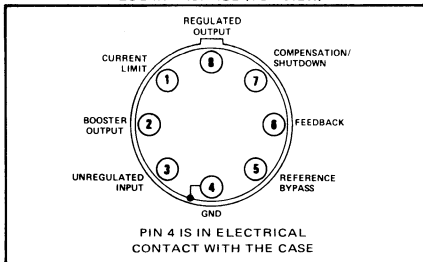 REGULATED
OUTPUT
CURRENT
LIMIT
COMPENSATION/
SHUTDOWN
8
1
7
BOOSTER
OUTPUT
2
6
FEEDBACK
UNREGULATED
INPUT
3
4
5
REFERENCE
BYPASS
GND
PIN 4 IS IN ELECTRICAL
CONTACT WITH THE CASE